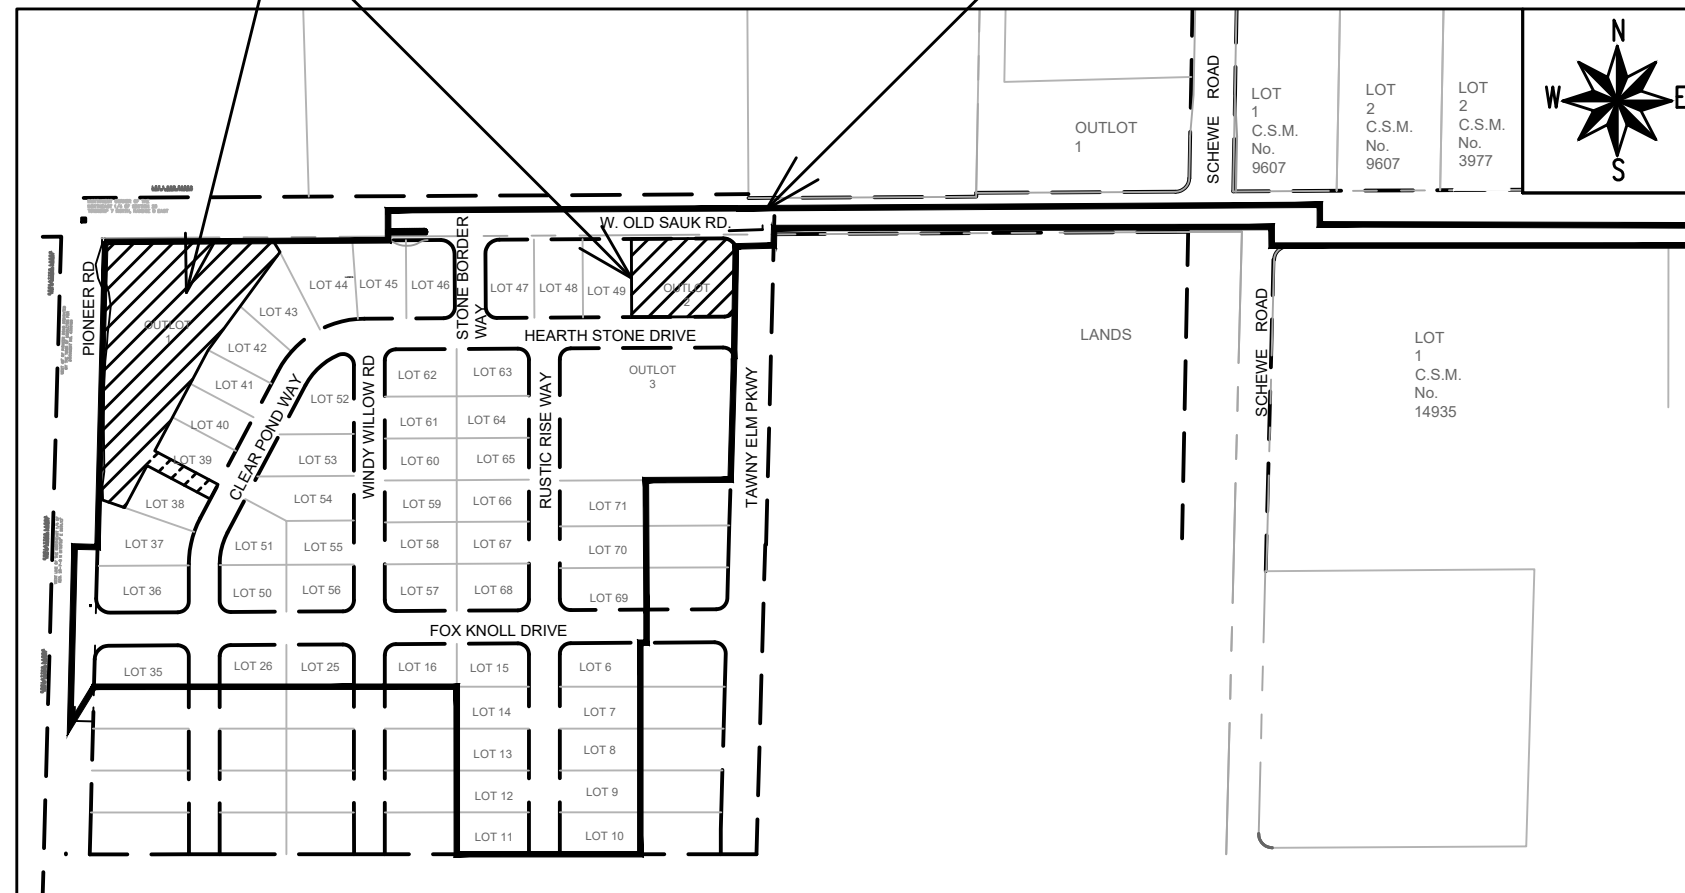 N
W
E
S
SCHEWE ROAD
LOT
1
C.S.M.
No.
9607
LOT
2
C.S.M.
No.
9607
LOT
2
C.S.M.
No.
3977
OUTLOT
1
W. OLD SAUK RD.
STONE BORDER
WAY
PIONEER RD
OUTLOT
1
LOT 44
LOT 45
LOT 46
LOT 47
LOT 48
LOT 49
OUTLOT
2
LOT 43
HEARTH STONE DRIVE
LOT 42
LOT 41
LOT 40
LOT 39
LOT 38
LOT 37
LOT 36
CLEAR POND WAY
LOT 52
LOT 53
LOT 54
LOT 51
LOT 55
LOT 50
LOT 56
WINDY WILLOW RD
LOT 62
LOT 63
LOT 61
LOT 64
LOT 60
LOT 65
LOT 59
LOT 66
LOT 58
LOT 67
LOT 57
LOT 68
RUSTIC RISE WAY
OUTLOT
3
LOT 71
LOT 70
LOT 69
TAWNY ELM PKWY
LANDS
SCHEWE ROAD
LOT
1
C.S.M.
No.
14935
FOX KNOLL DRIVE
LOT 35
LOT 26
LOT 25
LOT 16
LOT 15
LOT 6
LOT 14
LOT 7
LOT 13
LOT 8
LOT 12
LOT 9
LOT 11
LOT 10